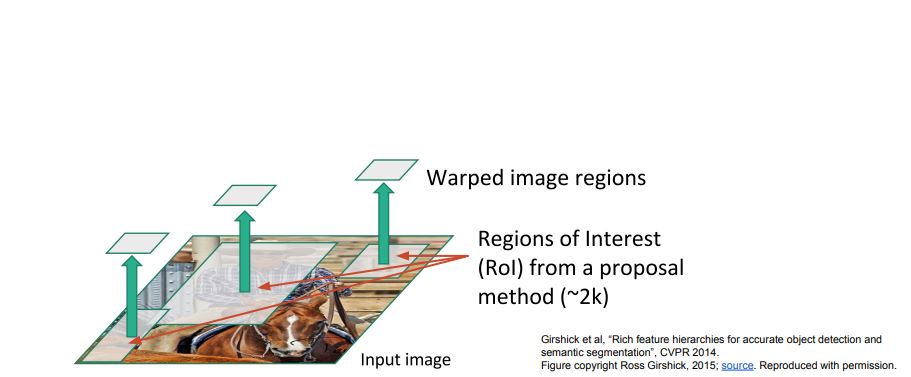 Warped image regions
Regions of Interest
(RoI) from a proposal
method (~2k)
Input image
Girshick et al, “Rich feature hierarchies for accurate object detection and
semantic segmentation”, CVPR 2014.
Figure copyright Ross Girshick, 2015; source. Reproduced with permission.